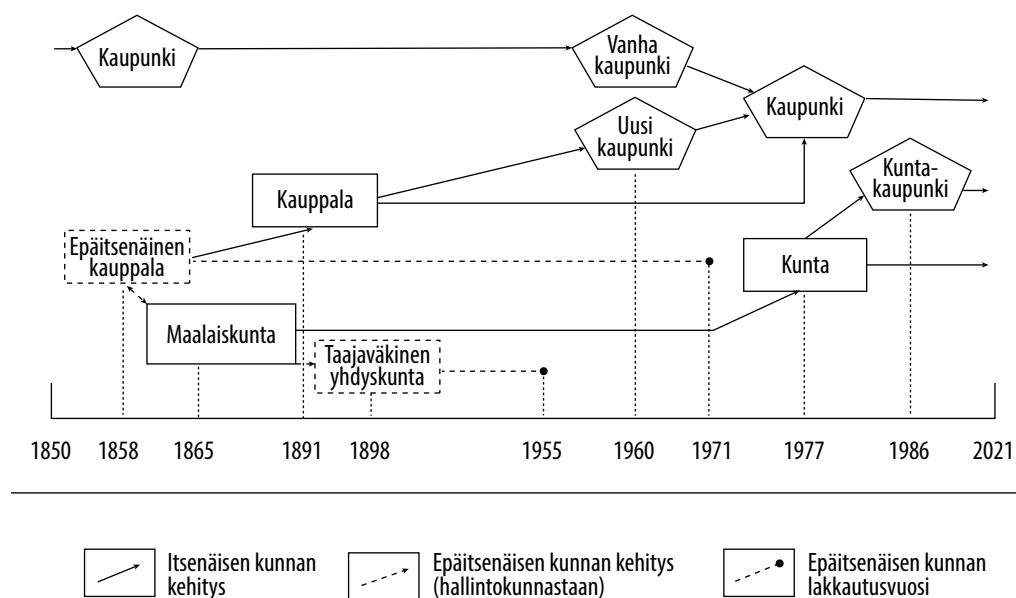 Kaupunki
Vanha
kaupunki
Kaupunki
Uusi
kaupunki
Kunta-
kaupunki
Kauppala
Epäitsenäinen
kauppala
Kunta
Maalaiskunta
Taajaväkinen
yhdyskunta
1850 1858 1865 1891 1898 1955 1960 1971 1977 1986 2021
Itsenäisen kunnan
kehitys
Epäitsenäisen kunnan kehitys
(hallintokunnastaan)
Epäitsenäisen kunnan
lakkautusvuosi